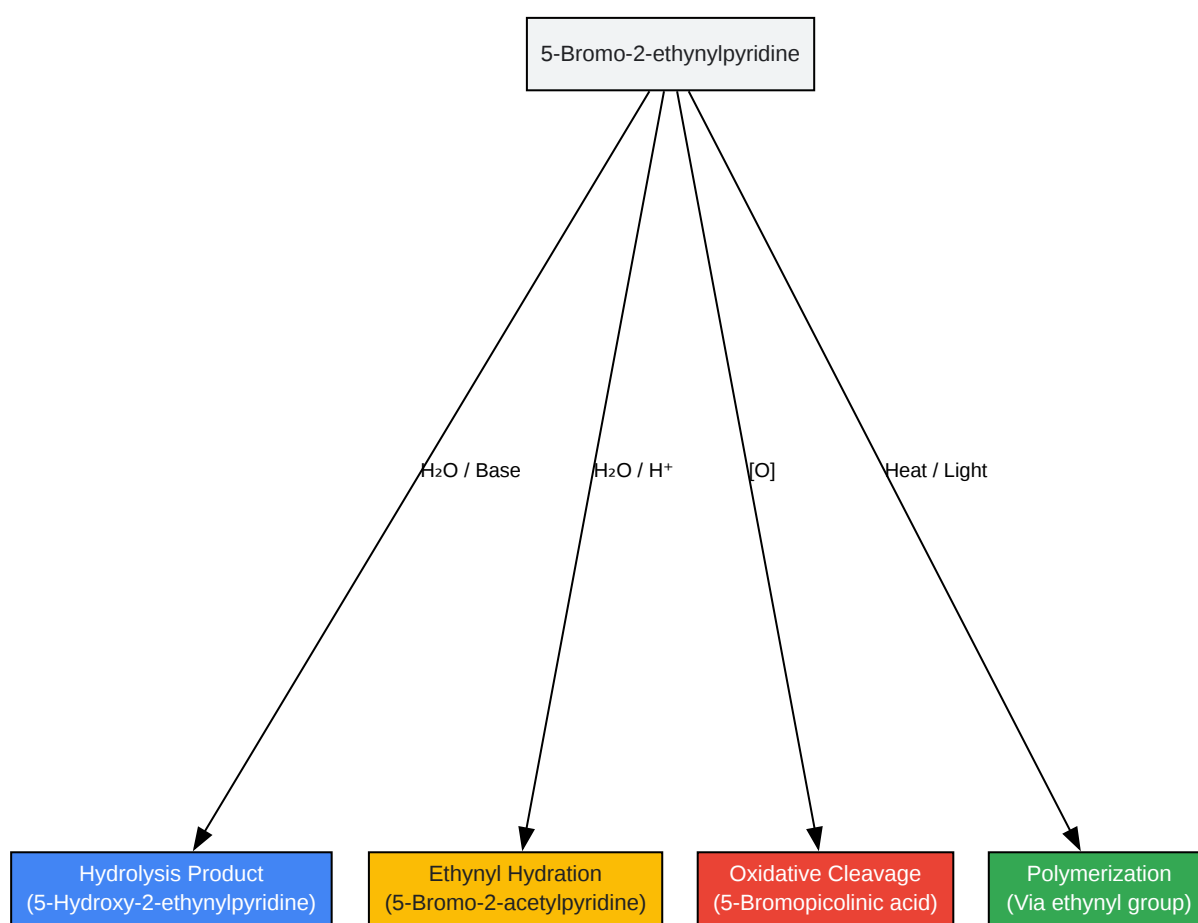 5-Bromo-2-ethynylpyridine
H₂O / Base
H₂O / H⁺
[O]
Heat / Light
Hydrolysis Product
(5-Hydroxy-2-ethynylpyridine)
Ethynyl Hydration
(5-Bromo-2-acetylpyridine)
Oxidative Cleavage
(5-Bromopicolinic acid)
Polymerization
(Via ethynyl group)